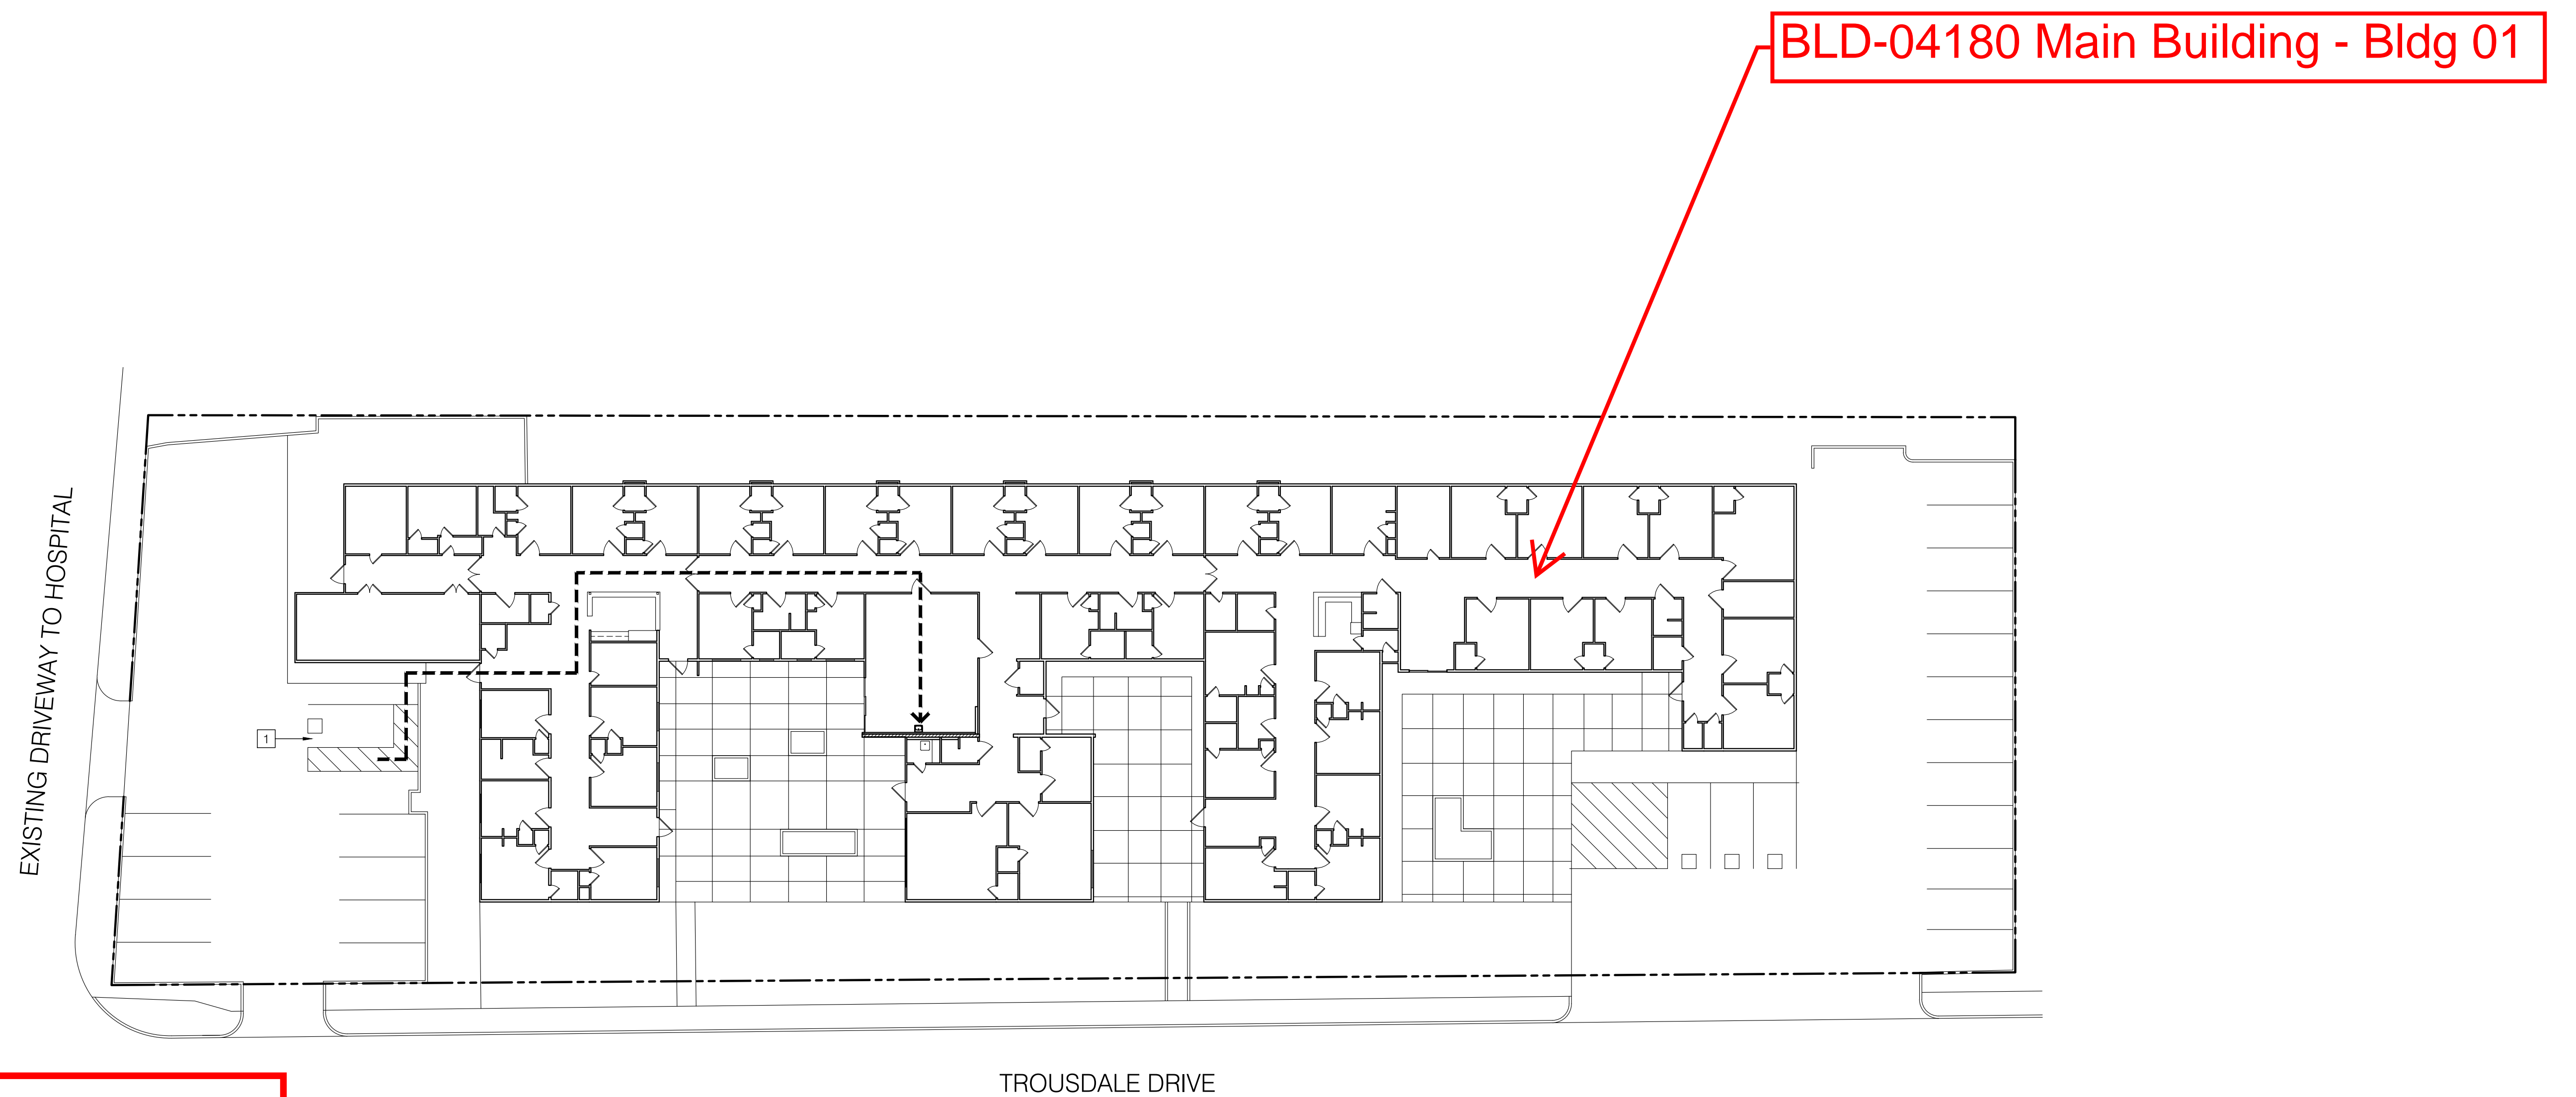 BLD-04180 Main Building - Bldg 01
EXISTING DRIVEWAY TO HOSPITAL
1
TROUSDALE DRIVE